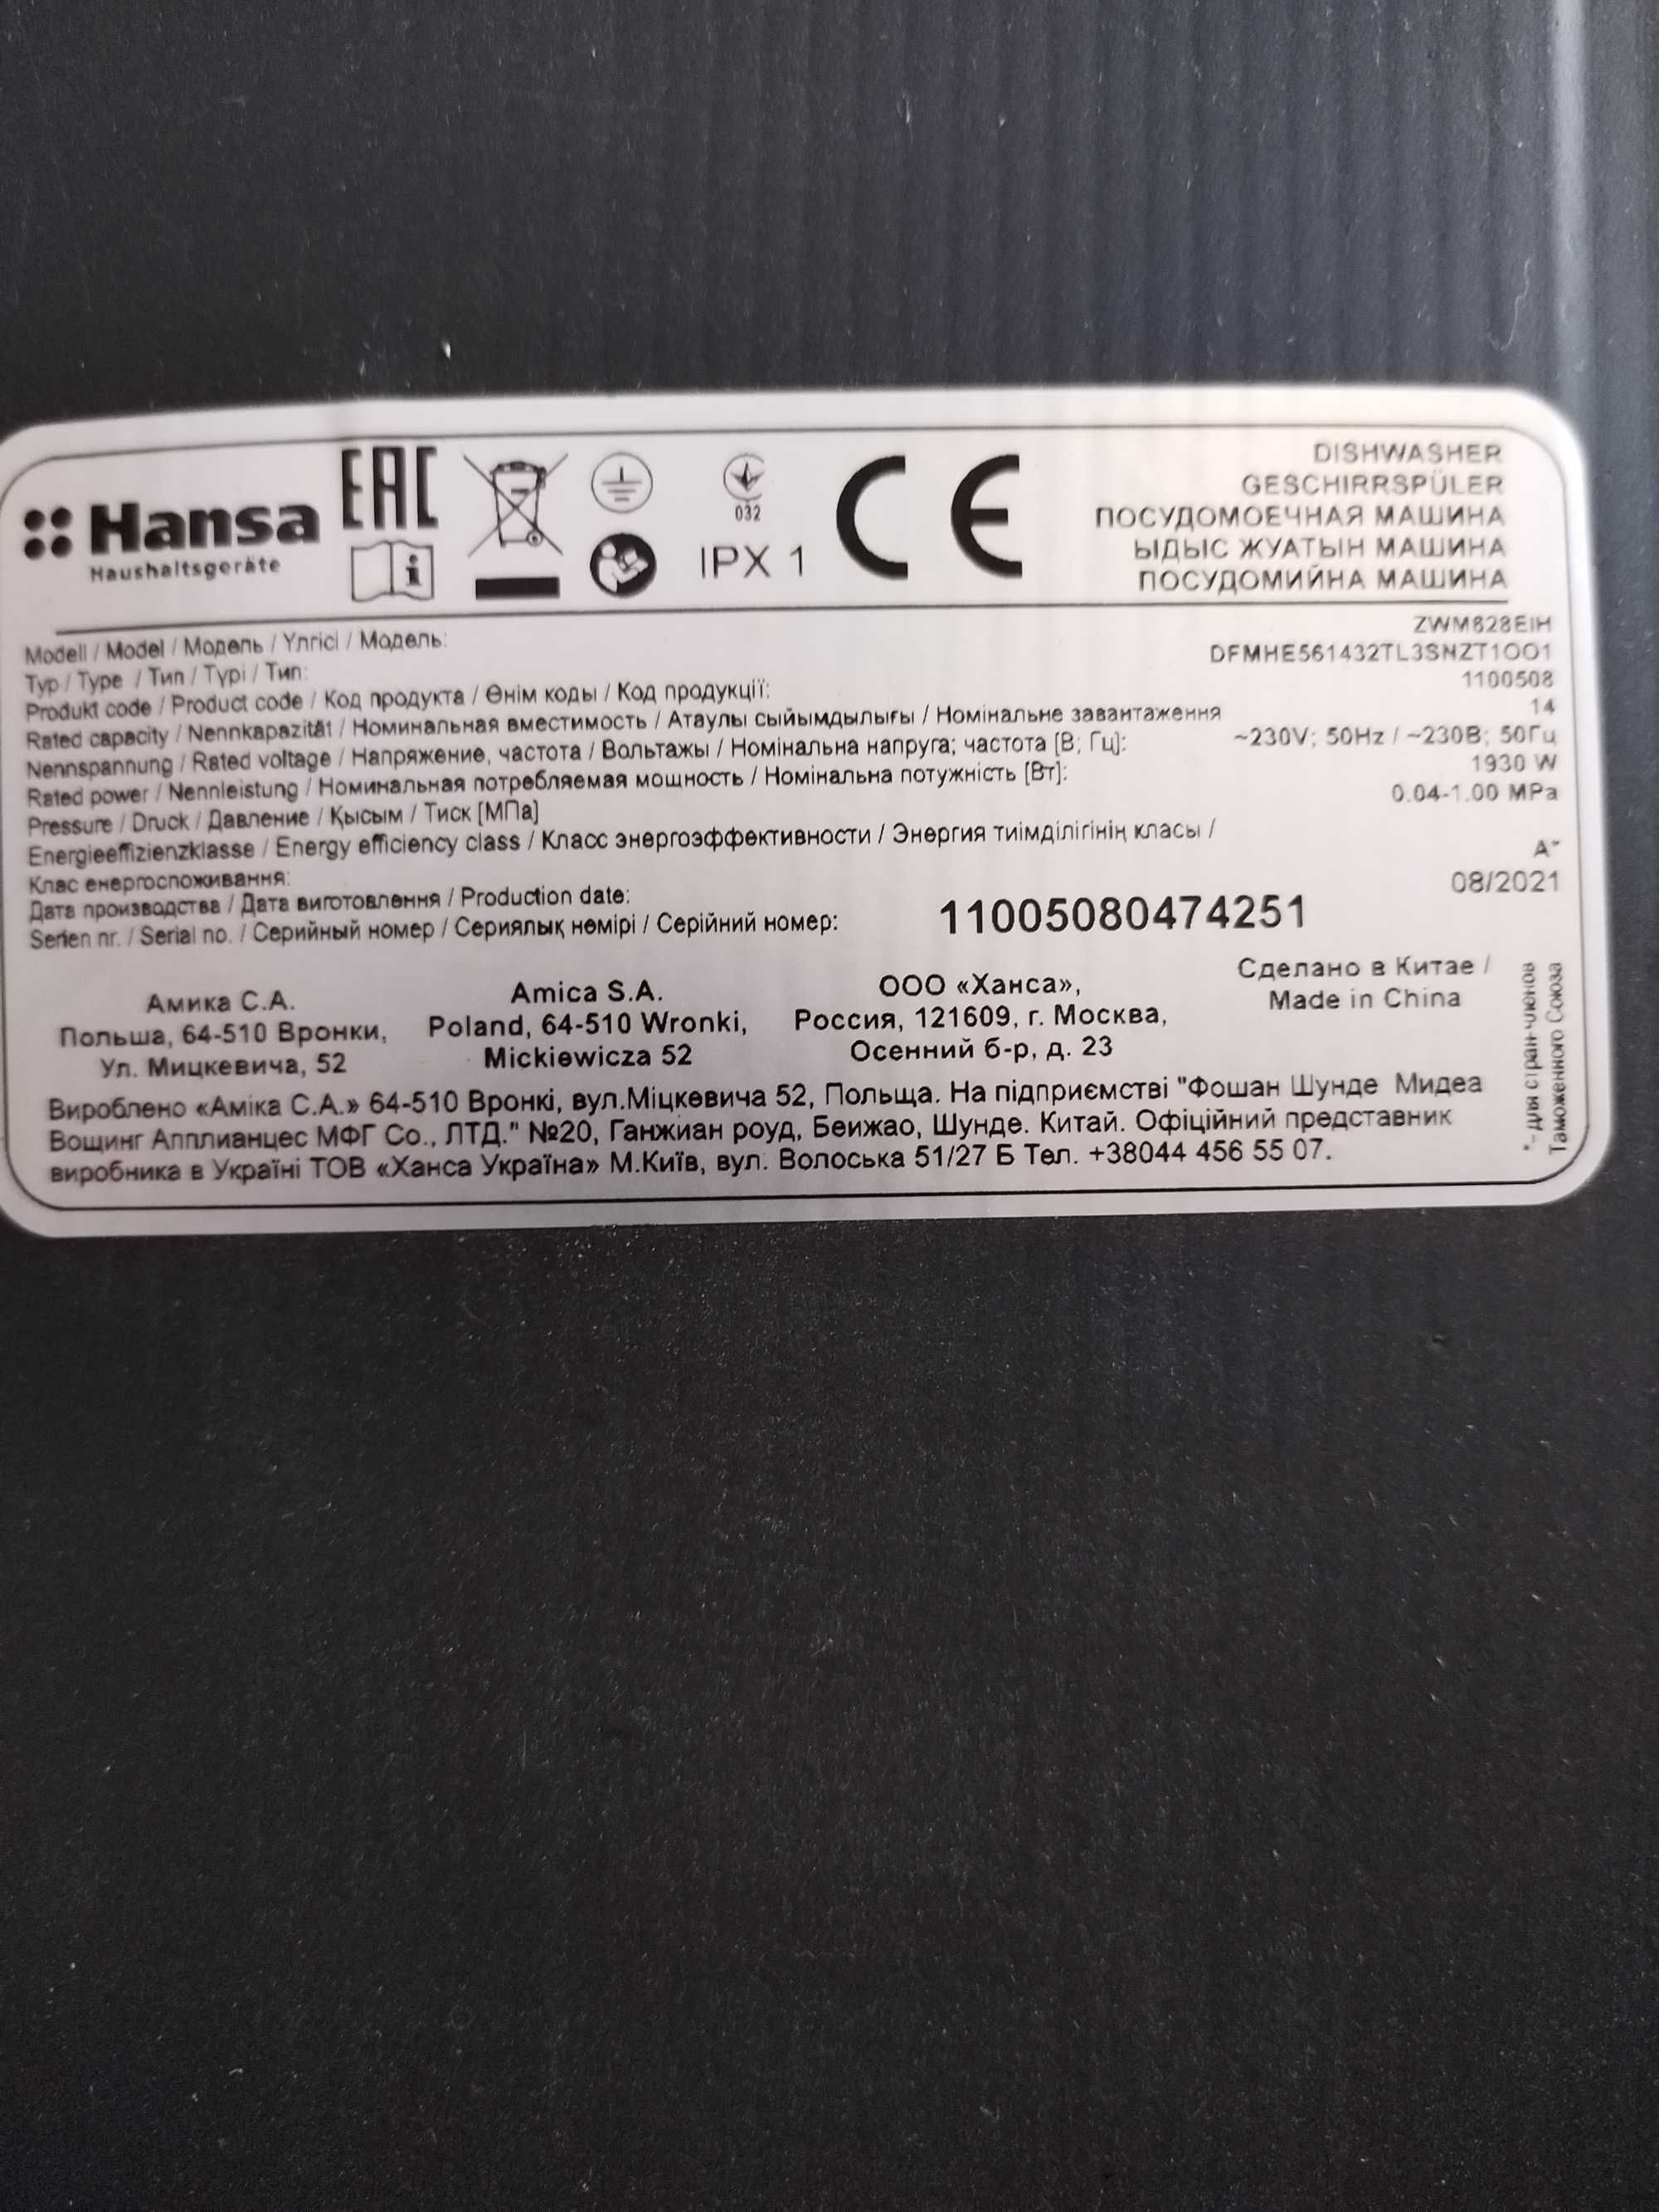 Hansa
Haushaltsgeräte
EAC
032
IPX 1
CE
DISHWASHER
GESCHIRRSPÜLER
ПОСУДОМОЕЧНАЯ МАШИНА
ЫДЫС ЖУАТЫН МАШИНА
ПОСУДОМИЙНА МАШИНА
Modell / Model / Модель / Үлгісі / Модель: ZWM628EIH
Typ / Type / Тип / Түрі / Тип: DFMHE561432TL3SNZT1OO1
Produkt code / Product code / Код продукта / Өнім коды / Код продукції: 1100508
Rated capacity / Nennkapazität / Номинальная вместимость / Атаулы сыйымдылығы / Номінальне завантаження 14
Nennspannung / Rated voltage / Напряжение, частота / Вольтажы / Номінальна напруга; частота [В; Гц]: ~230V; 50Hz / ~230В; 50Гц
Rated power / Nennleistung / Номинальная потребляемая мощность / Номінальна потужність [Вт]: 1930 W
Pressure / Druck / Давление / Қысым / Тиск [МПа] 0.04-1.00 MPa
Energieeffizienzklasse / Energy efficiency class / Класс энергоэффективности / Энергия тиімділігінің класы /
Клас енергоспоживання: A*
Дата производства / Дата виготовлення / Production date: 08/2021
Serien nr. / Serial no. / Серийный номер / Сериялық нөмірі / Серійний номер: 11005080474251
Амика С.А.
Польша, 64-510 Вронки,
Ул. Мицкевича, 52
Amica S.A.
Poland, 64-510 Wronki,
Mickiewicza 52
ООО «Ханса»,
Россия, 121609, г. Москва,
Осенний б-р, д. 23
Сделано в Китае /
Made in China
*- для стран-членов
Таможенного Союза
Вироблено «Аміка С.А.» 64-510 Вронкі, вул.Міцкевича 52, Польща. На підприємстві "Фошан Шунде Мидеа
Вощинг Апплианцес МФГ Со., ЛТД." №20, Ганжиан роуд, Беижао, Шунде. Китай. Офіційний представник
виробника в Україні ТОВ «Ханса Україна» М.Київ, вул. Волоська 51/27 Б Тел. +38044 456 55 07.